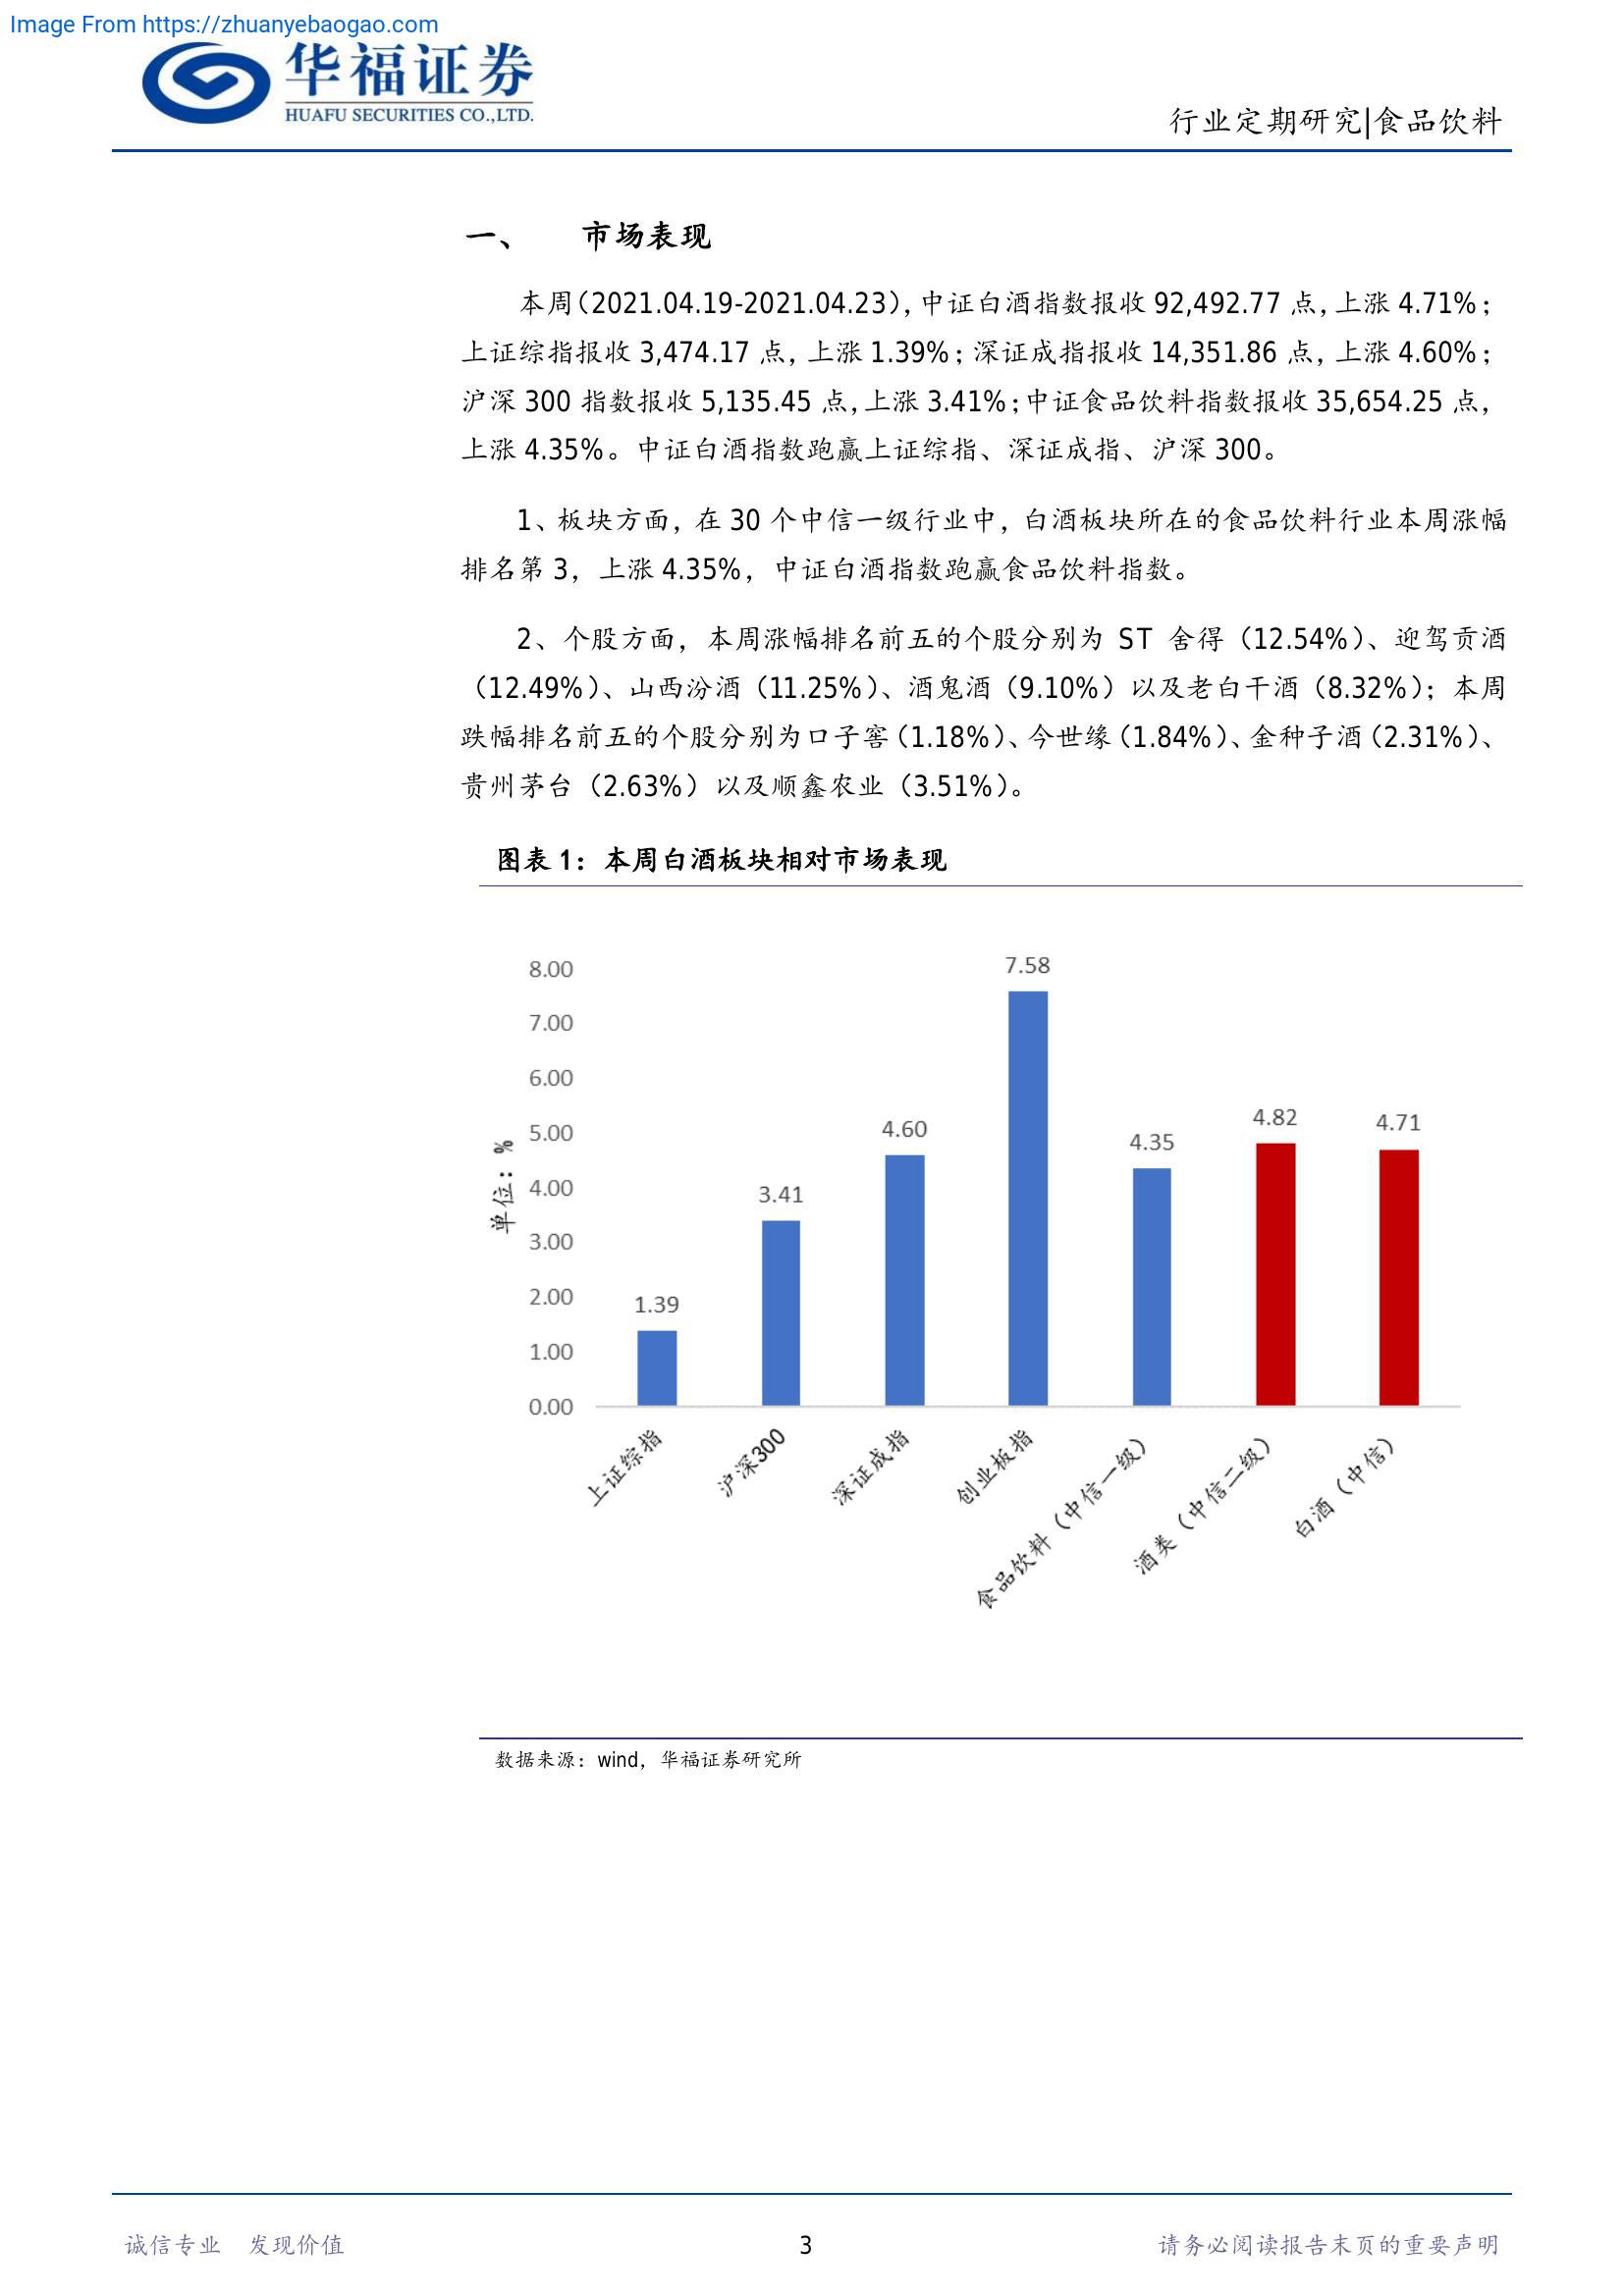 Image From https://zhuanyebaogao.com
华福证券
HUAFU SECURITIES CO.,LTD.
行业定期研究|食品饮料
一、 市场表现
本周（2021.04.19-2021.04.23），中证白酒指数报收 92,492.77 点，上涨 4.71%；
上证综指报收 3,474.17 点，上涨 1.39%；深证成指报收 14,351.86 点，上涨 4.60%；
沪深 300 指数报收 5,135.45 点，上涨 3.41%；中证食品饮料指数报收 35,654.25 点，
上涨 4.35%。中证白酒指数跑赢上证综指、深证成指、沪深 300。
1、板块方面，在 30 个中信一级行业中，白酒板块所在的食品饮料行业本周涨幅
排名第 3，上涨 4.35%，中证白酒指数跑赢食品饮料指数。
2、个股方面，本周涨幅排名前五的个股分别为 ST 舍得（12.54%）、迎驾贡酒
（12.49%）、山西汾酒（11.25%）、酒鬼酒（9.10%）以及老白干酒（8.32%）；本周
跌幅排名前五的个股分别为口子窖（1.18%）、今世缘（1.84%）、金种子酒（2.31%）、
贵州茅台（2.63%）以及顺鑫农业（3.51%）。
图表 1：本周白酒板块相对市场表现
单位：%
8.00
7.00
6.00
5.00
4.00
3.00
2.00
1.00
0.00
1.39
3.41
4.60
7.58
4.35
4.82
4.71
上证综指
沪深300
深证成指
创业板指
食品饮料（中信一级）
酒类（中信二级）
白酒（中信）
数据来源：wind，华福证券研究所
诚信专业 发现价值
3
请务必阅读报告末页的重要声明